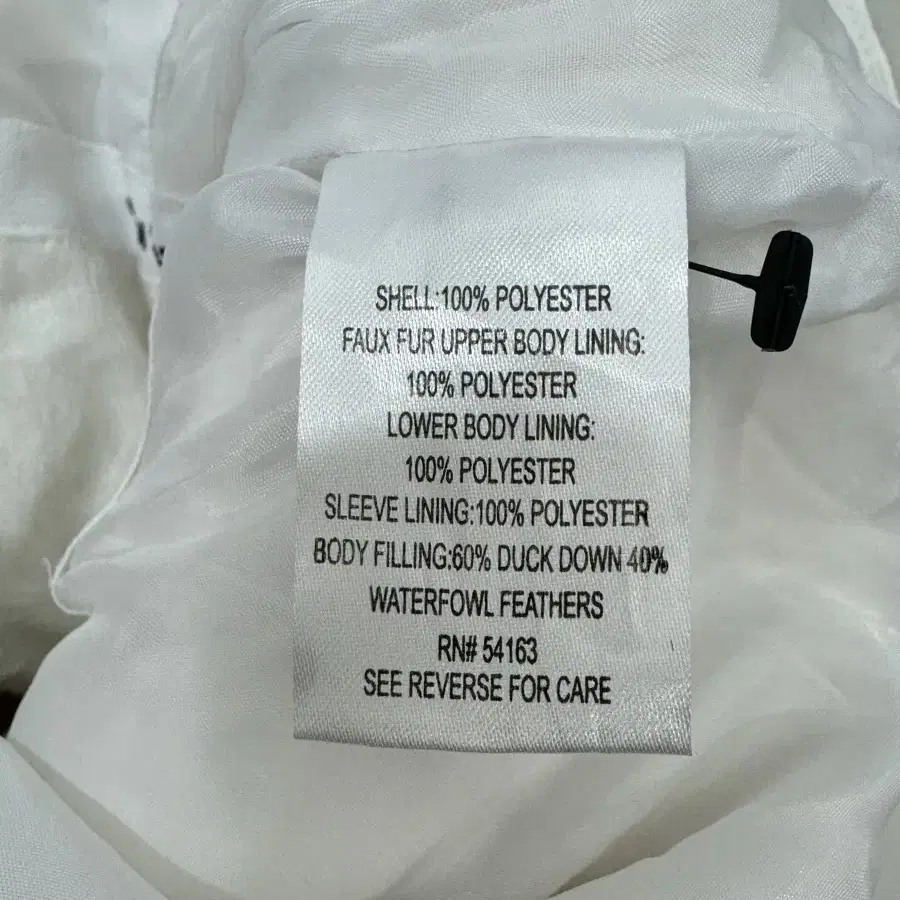 SHELL:100% POLYESTER
FAUX FUR UPPER BODY LINING:
100% POLYESTER
LOWER BODY LINING:
100% POLYESTER
SLEEVE LINING:100% POLYESTER
BODY FILLING:60% DUCK DOWN 40%
WATERFOWL FEATHERS
RN# 54163
SEE REVERSE FOR CARE